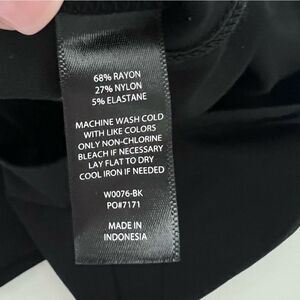 68% RAYON
27% NYLON
5% ELASTANE
MACHINE WASH COLD
WITH LIKE COLORS
ONLY NON-CHLORINE
BLEACH IF NECESSARY
LAY FLAT TO DRY
COOL IRON IF NEEDED
W0076-BK
PO#7171
MADE IN
INDONESIA